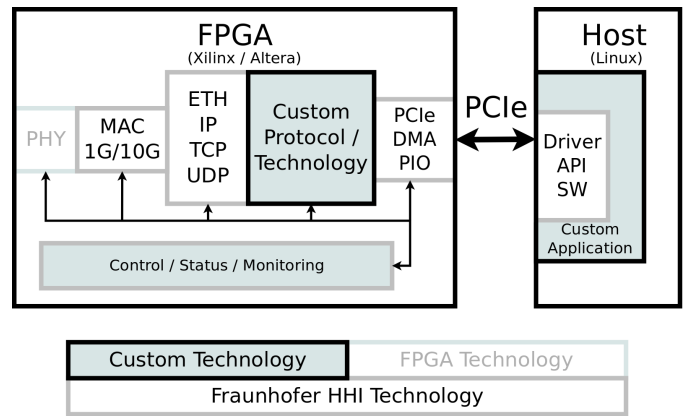 FPGA
(Xilinx / Altera)
PHY
MAC
1G/10G
ETH
IP
TCP
UDP
Custom
Protocol /
Technology
PCIe
DMA
PIO
Control / Status / Monitoring
PCIe
Host
(Linux)
Driver
API
SW
Custom
Application
Custom Technology
FPGA Technology
Fraunhofer HHI Technology